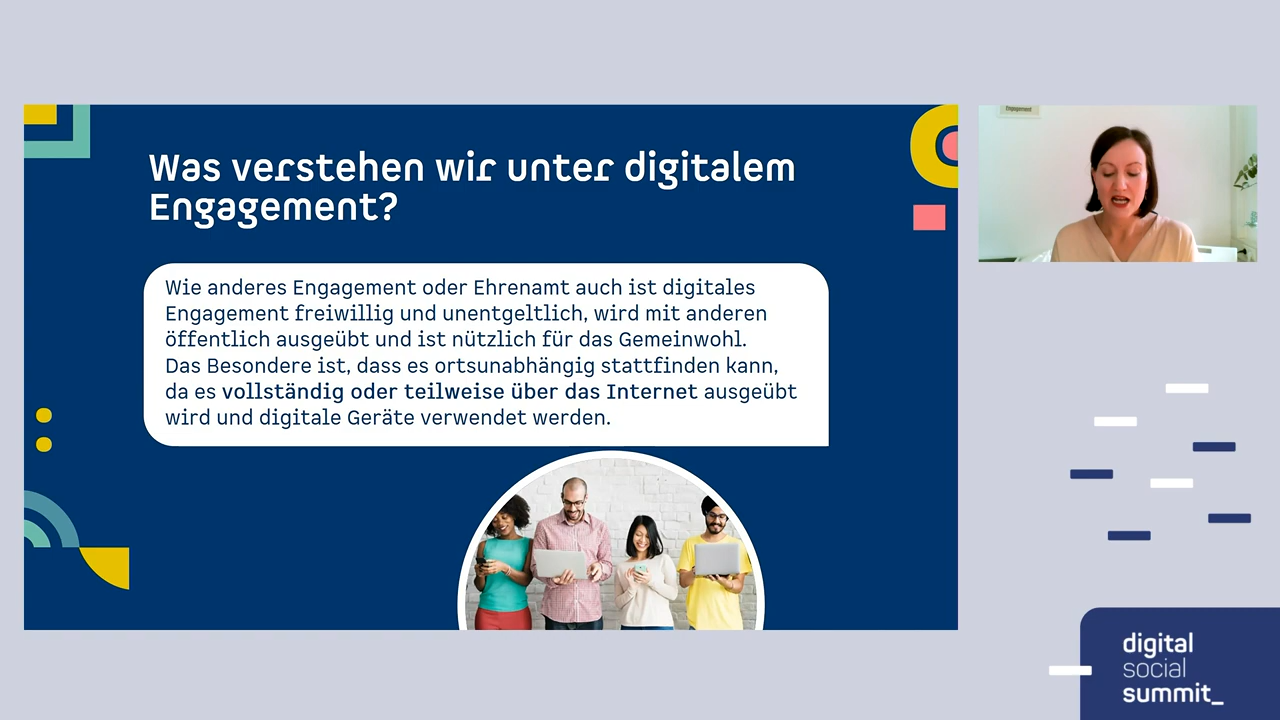 Was verstehen wir unter digitalem
Engagement?
Wie anderes Engagement oder Ehrenamt auch ist digitales
Engagement freiwillig und unentgeltlich, wird mit anderen
öffentlich ausgeübt und ist nützlich für das Gemeinwohl.
Das Besondere ist, dass es ortsunabhängig stattfinden kann,
da es vollständig oder teilweise über das Internet ausgeübt
wird und digitale Geräte verwendet werden.
Engagement
digital
social
summit_